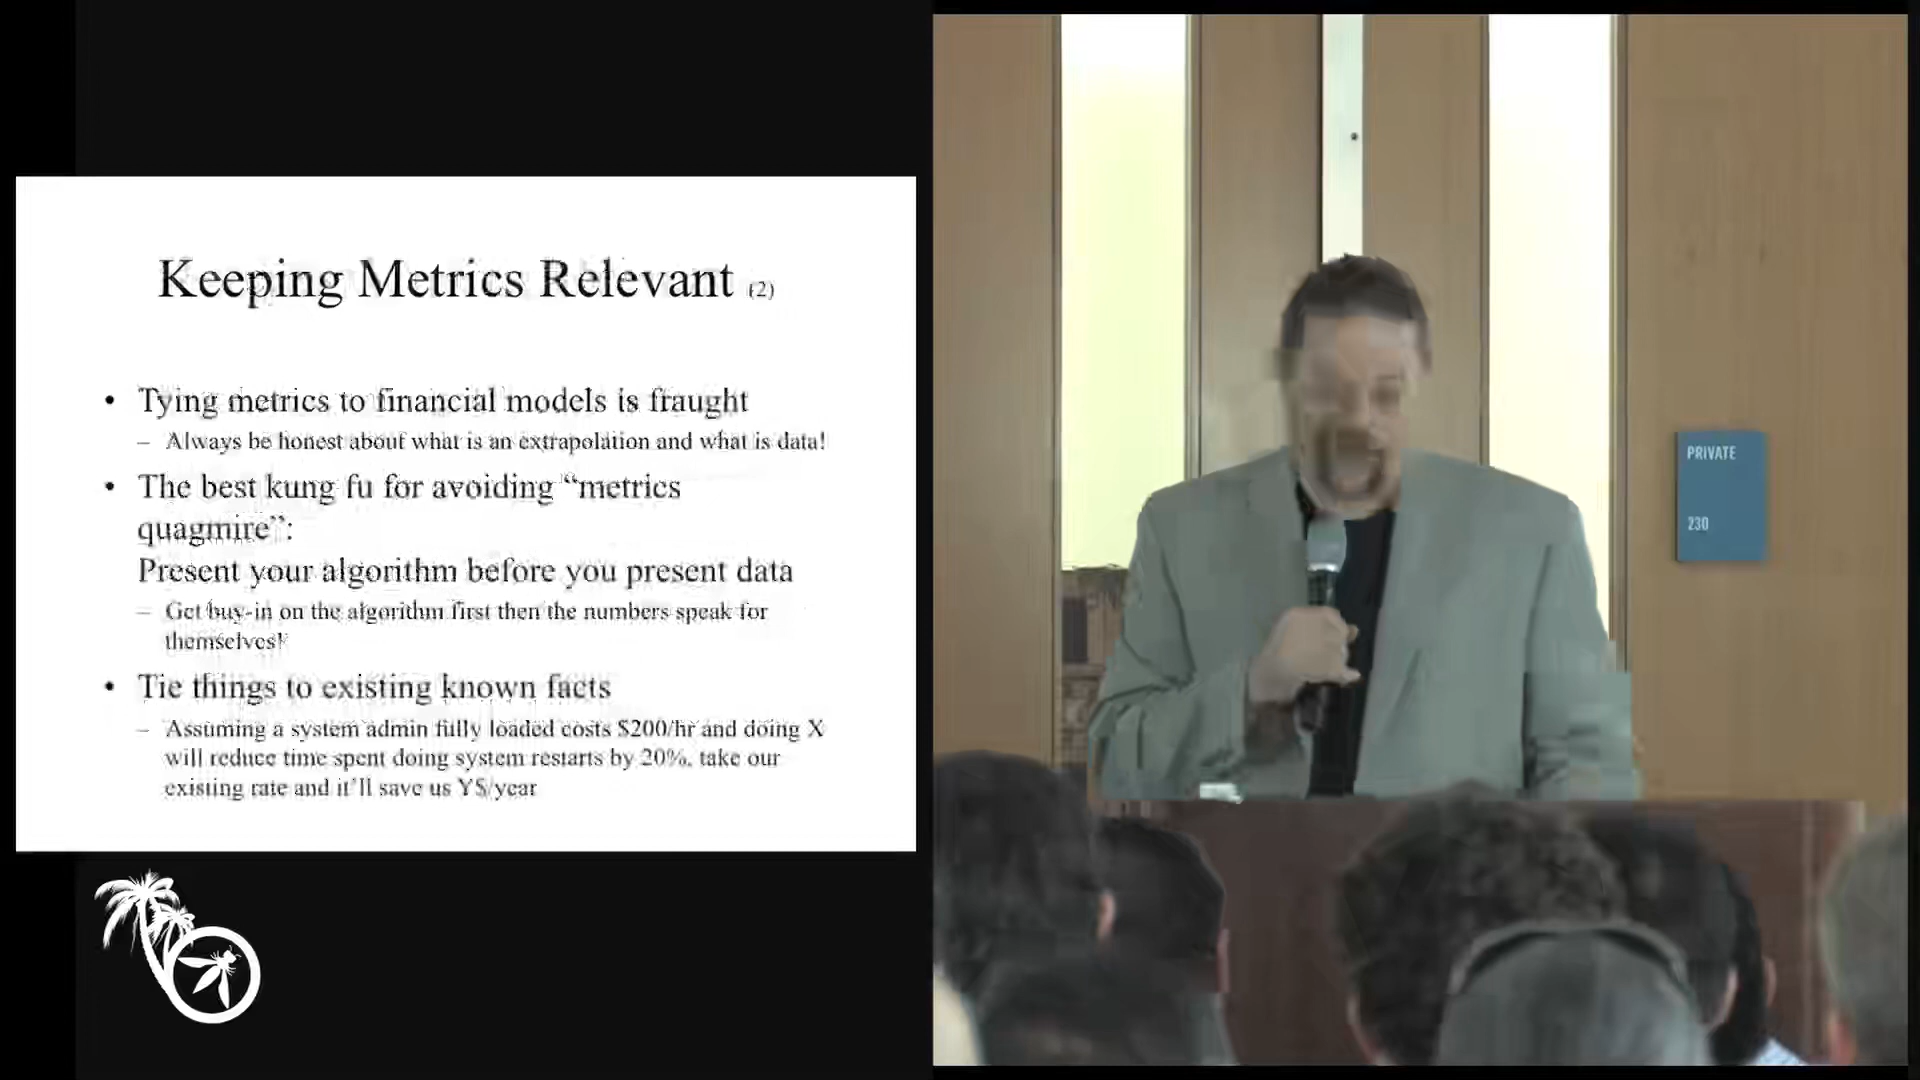 Keeping Metrics Relevant (2)
• Tying metrics to financial models is fraught
– Always be honest about what is an extrapolation and what is data!
• The best kung fu for avoiding “metrics
quagmire”:
Present your algorithm before you present data
– Get buy-in on the algorithm first then the numbers speak for
themselves!
• Tie things to existing known facts
– Assuming a system admin fully loaded costs $200/hr and doing X
will reduce time spent doing system restarts by 20%, take our
existing rate and it’ll save us Y$/year
PRIVATE
230